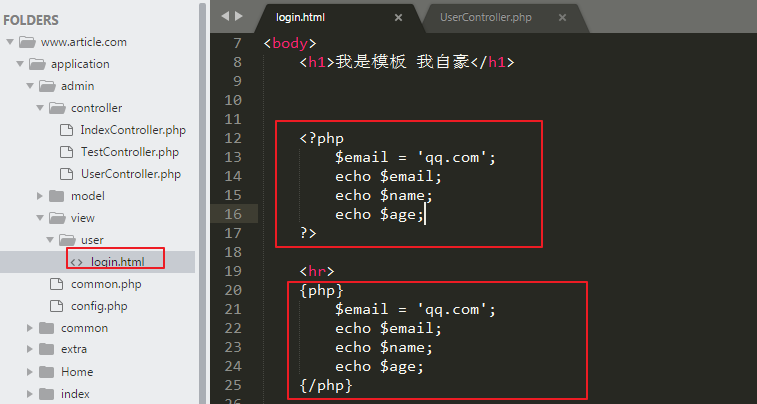 FOLDERS
www.article.com
application
admin
controller
IndexController.php
TestController.php
UserController.php
model
view
user
<> login.html
common.php
config.php
common
extra
Home
index
login.html ×
UserController.php ×
7 <body>
8 <h1>我是模板 我自豪</h1>
9
10
11
12 <?php
13 $email = 'qq.com';
14 echo $email;
15 echo $name;
16 echo $age;
17 ?>
18
19 <hr>
20 {php}
21 $email = 'qq.com';
22 echo $email;
23 echo $name;
24 echo $age;
25 {/php}
26